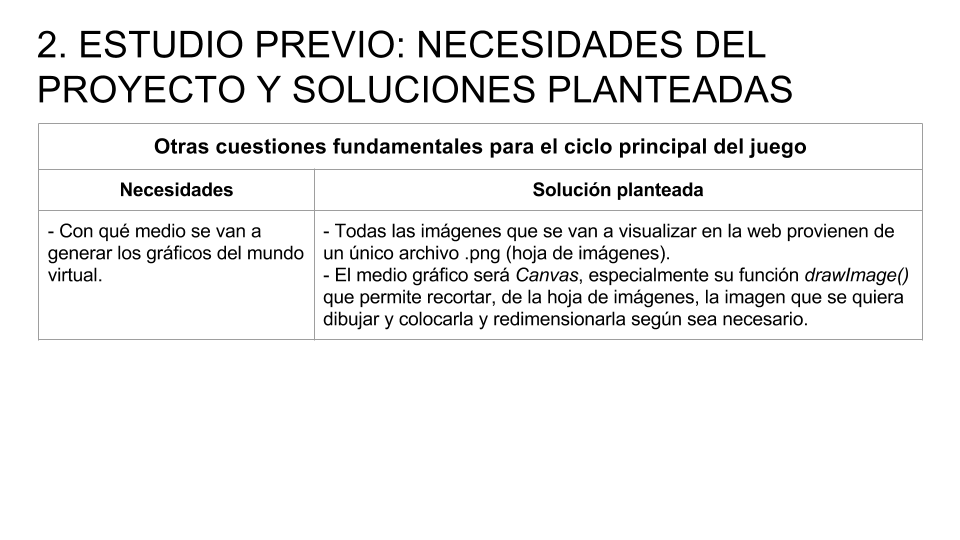 2. ESTUDIO PREVIO: NECESIDADES DEL
PROYECTO Y SOLUCIONES PLANTEADAS
Otras cuestiones fundamentales para el ciclo principal del juego
Necesidades
Solución planteada
- Con qué medio se van a
generar los gráficos del mundo
virtual.
- Todas las imágenes que se van a visualizar en la web provienen de
un único archivo .png (hoja de imágenes).
- El medio gráfico será Canvas, especialmente su función drawImage()
que permite recortar, de la hoja de imágenes, la imagen que se quiera
dibujar y colocarla y redimensionarla según sea necesario.